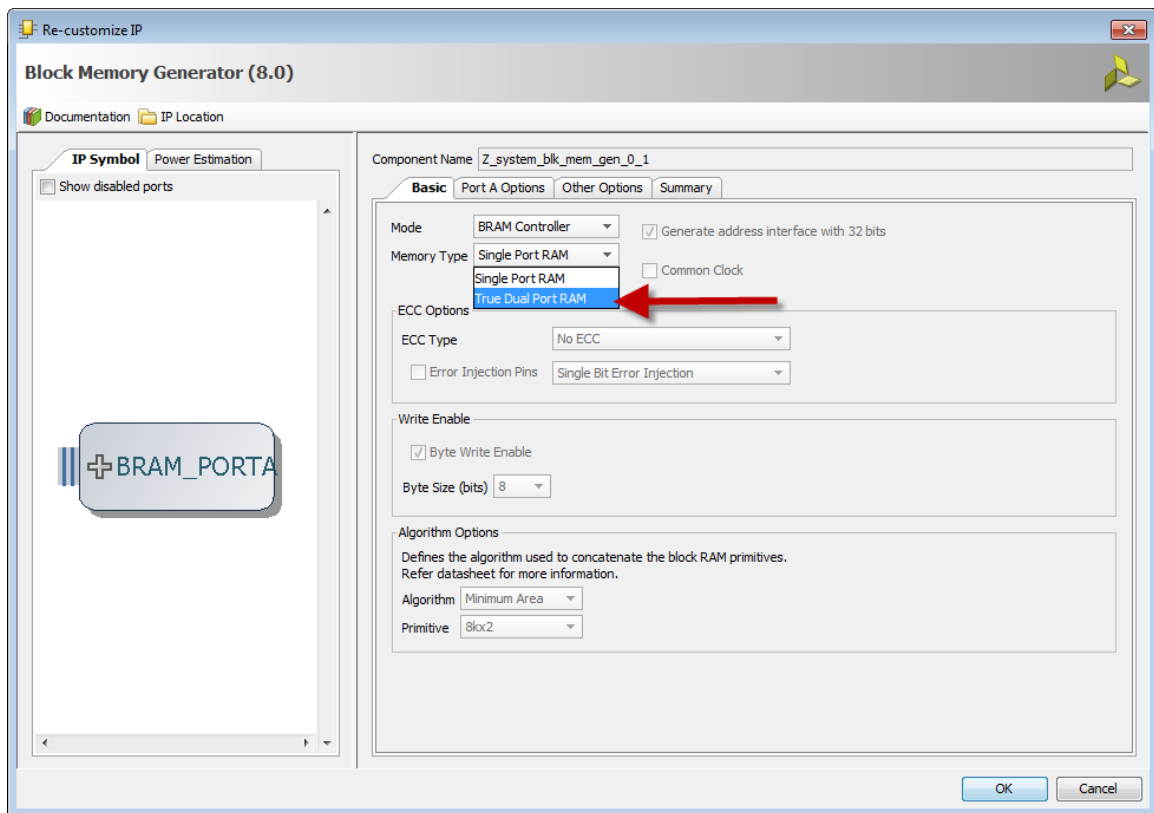 Re-customize IP
Block Memory Generator (8.0)
Documentation IP Location
IP Symbol Power Estimation
Show disabled ports
BRAM_PORTA
Component Name Z_system_blk_mem_gen_0_1
Basic Port A Options Other Options Summary
Mode BRAM Controller Generate address interface with 32 bits
Memory Type Single Port RAM
Common Clock
Single Port RAM
True Dual Port RAM
ECC Options
ECC Type No ECC
Error Injection Pins Single Bit Error Injection
Write Enable
Byte Write Enable
Byte Size (bits) 8
Algorithm Options
Defines the algorithm used to concatenate the block RAM primitives.
Refer datasheet for more information.
Algorithm Minimum Area
Primitive 8kx2
OK Cancel